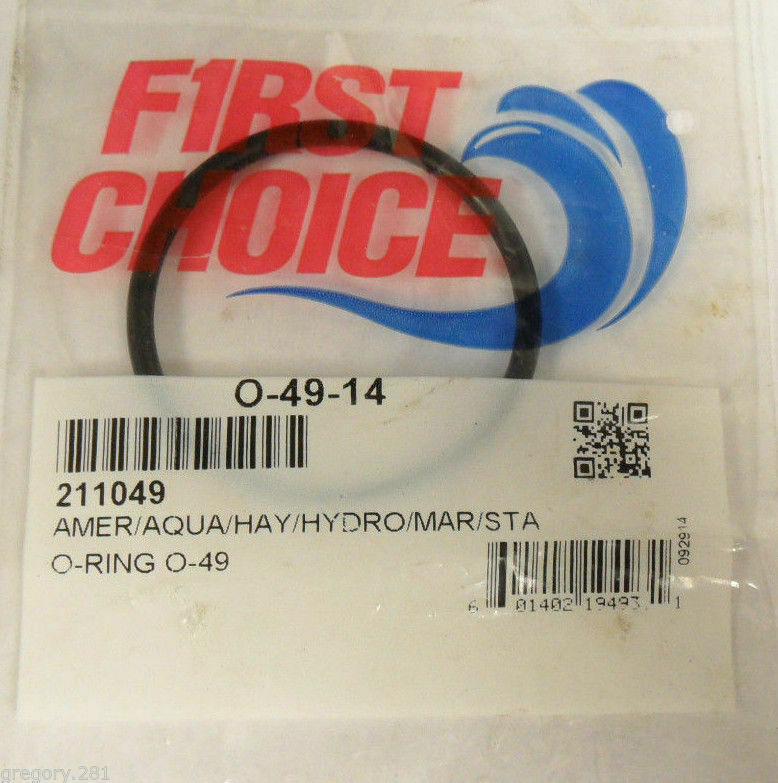 F1RST
CHOICE
O-49-14
211049
AMER/AQUA/HAY/HYDRO/MAR/STA
O-RING O-49
092914
6 01402 19493 1
gregory.281